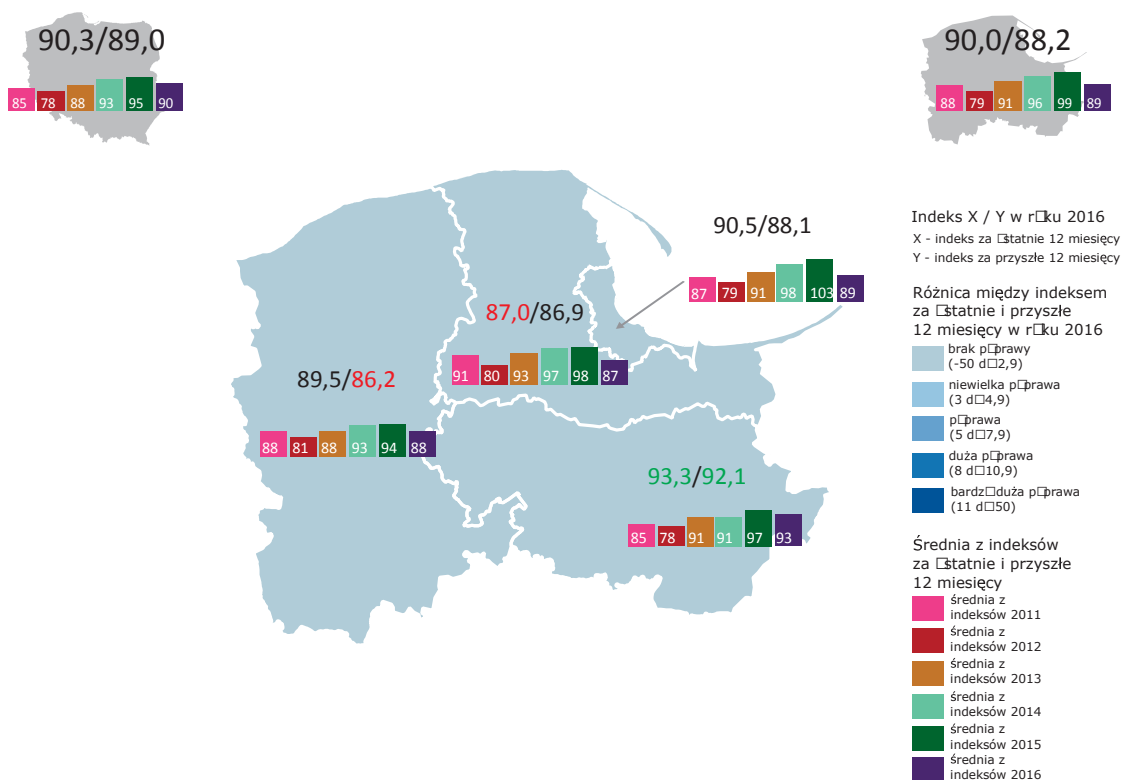 90,3/89,0
85 78 88 93 95 90
90,0/88,2
88 79 91 96 99 89
90,5/88,1
87 79 91 98 103 89
87,0/86,9
91 80 93 97 98 87
89,5/86,2
88 81 88 93 94 88
93,3/92,1
85 78 91 91 97 93
Indeks X / Y w r□ku 2016
X - indeks za □statnie 12 miesięcy
Y - indeks za przyszłe 12 miesięcy
Różnica między indeksem
za □statnie i przyszłe
12 miesięcy w r□ku 2016
brak p□prawy
(-50 d□2,9)
niewielka p□prawa
(3 d□4,9)
p□prawa
(5 d□7,9)
duża p□prawa
(8 d□10,9)
bardz□duża p□prawa
(11 d□50)
Średnia z indeksów
za □statnie i przyszłe
12 miesięcy
średnia z
indeksów 2011
średnia z
indeksów 2012
średnia z
indeksów 2013
średnia z
indeksów 2014
średnia z
indeksów 2015
średnia z
indeksów 2016